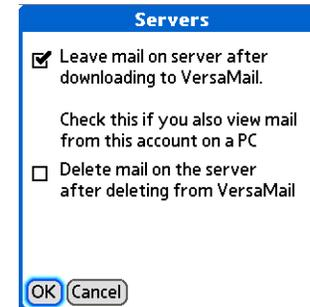 Servers
Leave mail on server after
downloading to VersaMail.
Check this if you also view mail
from this account on a PC
Delete mail on the server
after deleting from VersaMail
OK Cancel